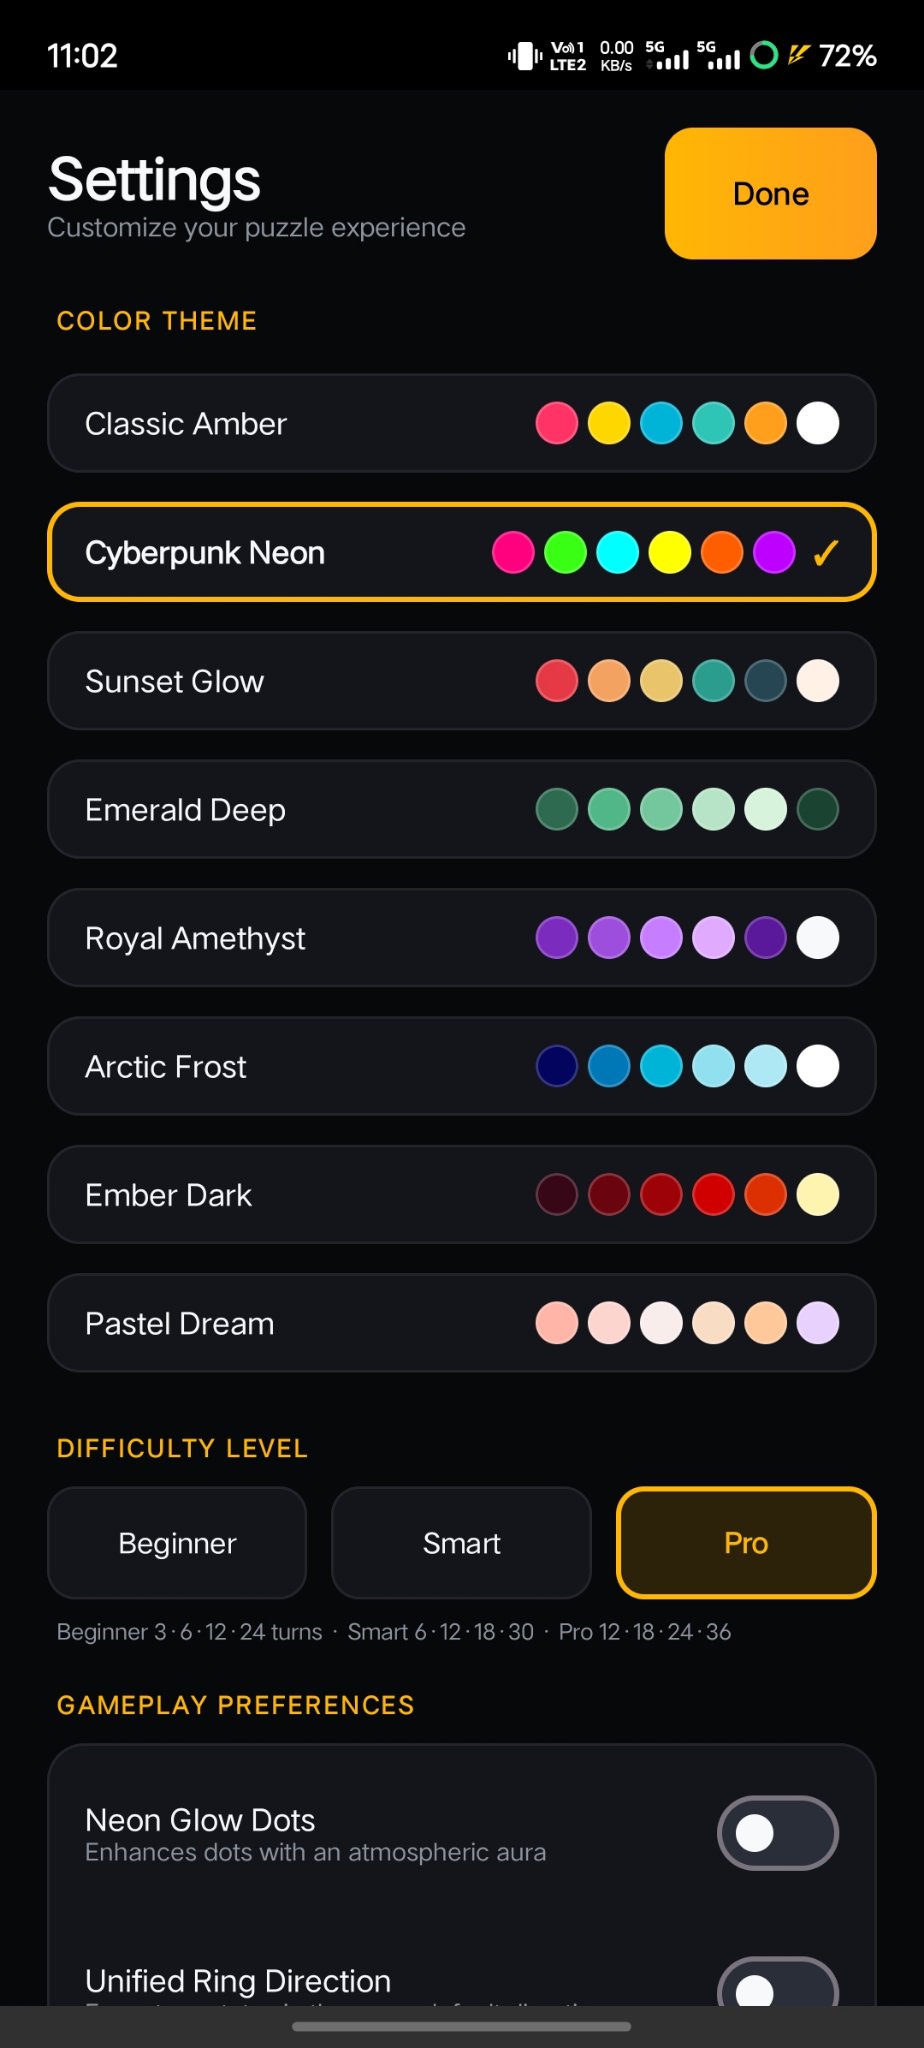 11:02
Vo 1
LTE2
0.00
KB/s
5G
5G
72%
Settings
Customize your puzzle experience
Done
COLOR THEME
Classic Amber
Cyberpunk Neon ✓
Sunset Glow
Emerald Deep
Royal Amethyst
Arctic Frost
Ember Dark
Pastel Dream
DIFFICULTY LEVEL
Beginner
Smart
Pro
Beginner 3·6·12·24 turns · Smart 6·12·18·30 · Pro 12·18·24·36
GAMEPLAY PREFERENCES
Neon Glow Dots
Enhances dots with an atmospheric aura
Unified Ring Direction